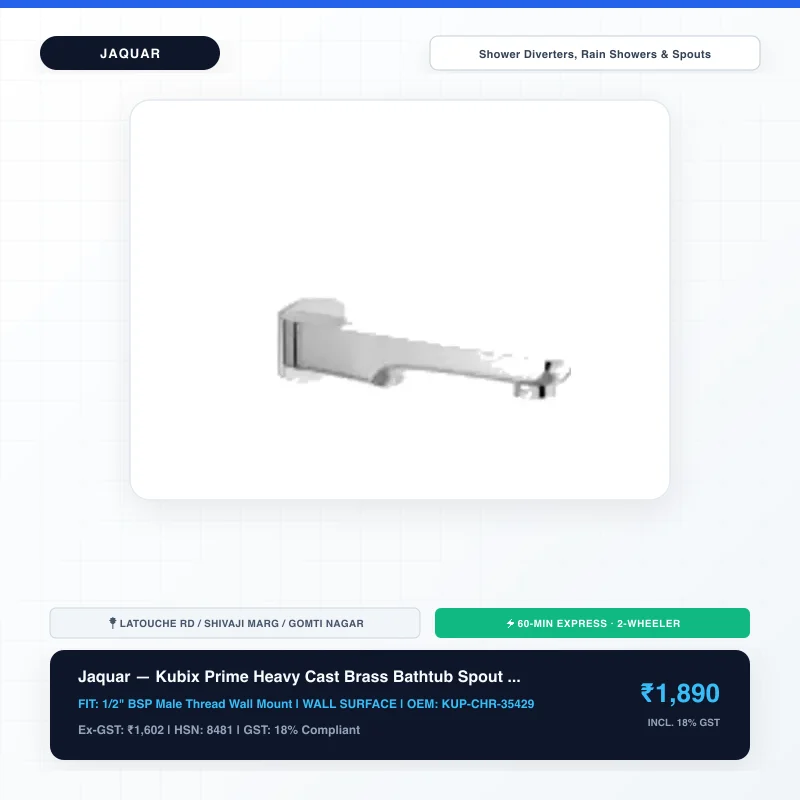 JAQUAR
Shower Diverters, Rain Showers & Spouts
LATOUCHE RD / SHIVAJI MARG / GOMTI NAGAR
60-MIN EXPRESS · 2-WHEELER
Jaquar — Kubix Prime Heavy Cast Brass Bathtub Spout ...
FIT: 1/2" BSP Male Thread Wall Mount | WALL SURFACE | OEM: KUP-CHR-35429
Ex-GST: ₹1,602 | HSN: 8481 | GST: 18% Compliant
₹1,890
INCL. 18% GST